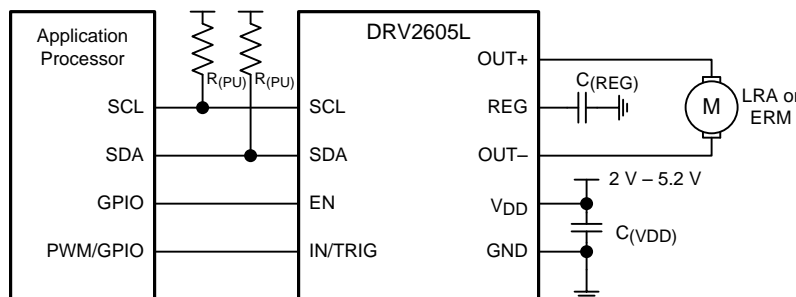 Application
Processor
SCL
SDA
GPIO
PWM/GPIO
R(PU)
R(PU)
DRV2605L
SCL
SDA
EN
IN/TRIG
OUT+
REG
OUT–
VDD
GND
C(REG)
M
LRA or
ERM
2 V – 5.2 V
C(VDD)